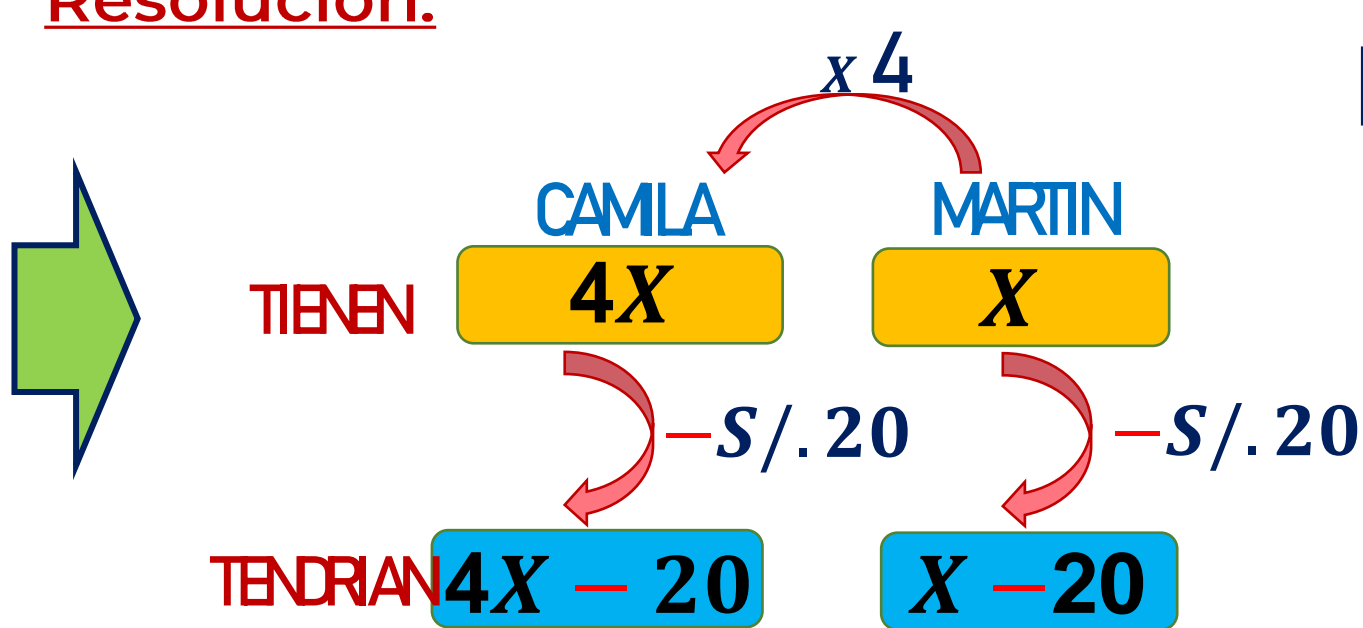 Resolución:
x 4
CAMILA MARTIN
TIENEN 4X X
–S/. 20 –S/. 20
TENDRIAN 4X – 20 X –20